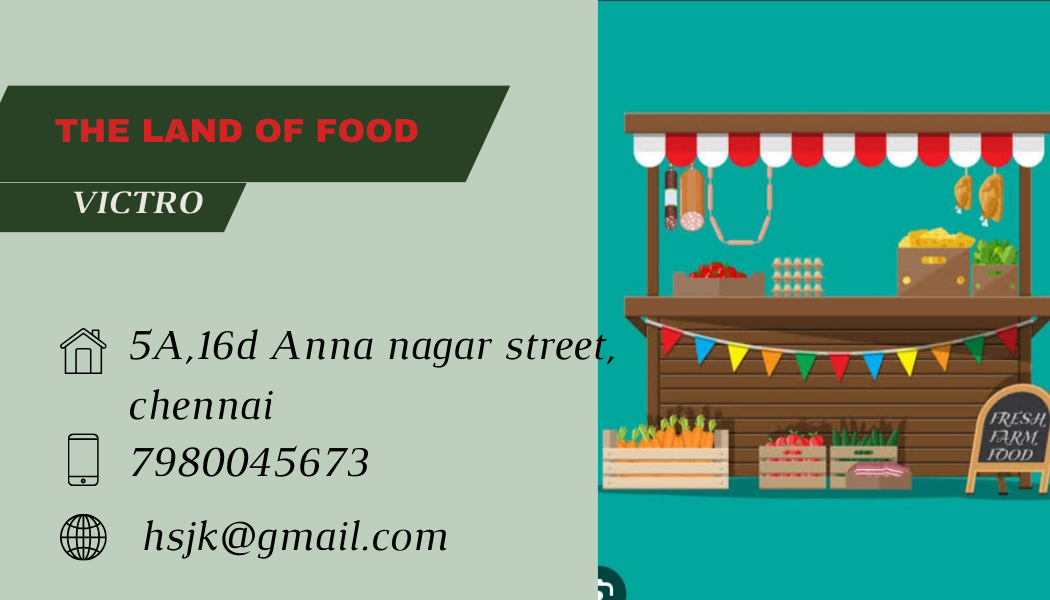 THE LAND OF FOOD
VICTRO
5A,16d Anna nagar street,
chennai
7980045673
hsjk@gmail.com
FRESH
FARM
FOOD